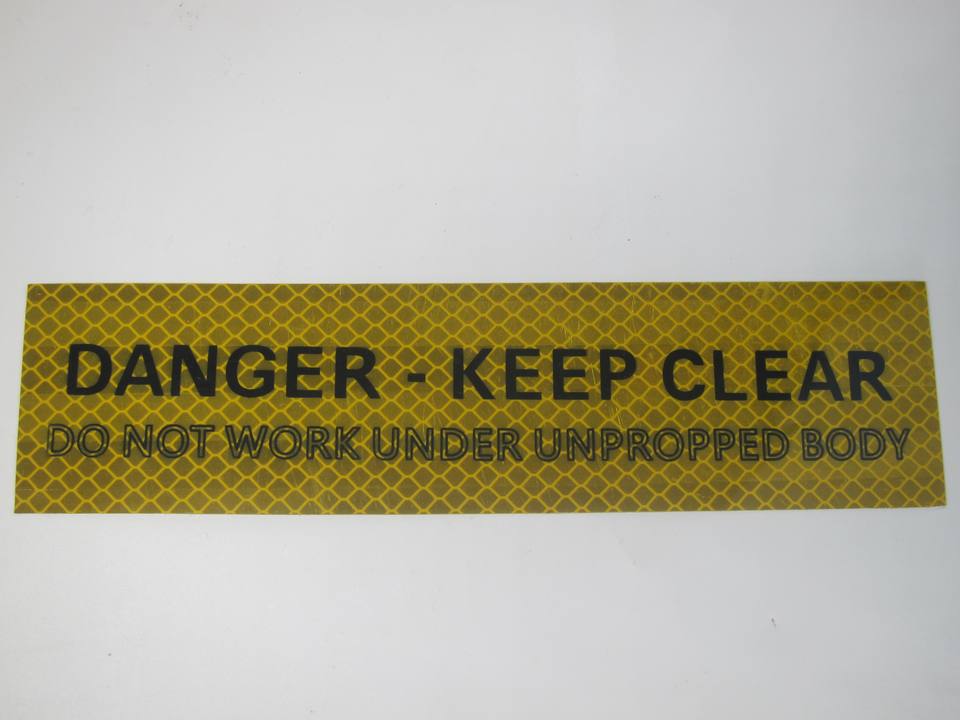 DANGER - KEEP CLEAR
DO NOT WORK UNDER UNPROPPED BODY